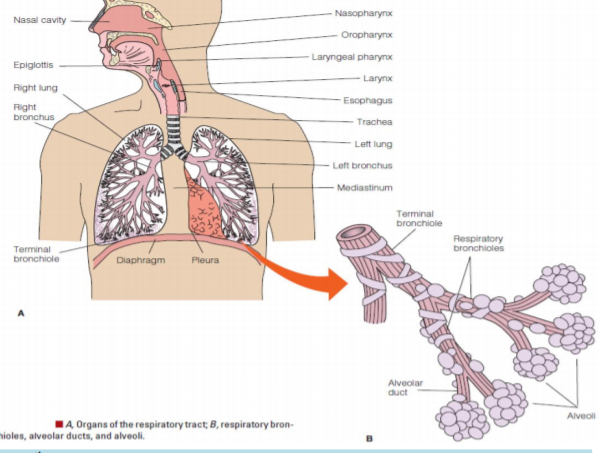 Nasal cavity
Epiglottis
Right lung
Right
bronchus
Terminal
bronchiole
Nasopharynx
Oropharynx
Laryngeal pharynx
Larynx
Esophagus
Trachea
Left lung
Left bronchus
Mediastinum
Diaphragm
Pleura
A
Terminal
bronchiole
Respiratory
bronchioles
Alveolar
duct
Alveoli
B
A, Organs of the respiratory tract; B, respiratory bron-
hioles, alveolar ducts, and alveoli.